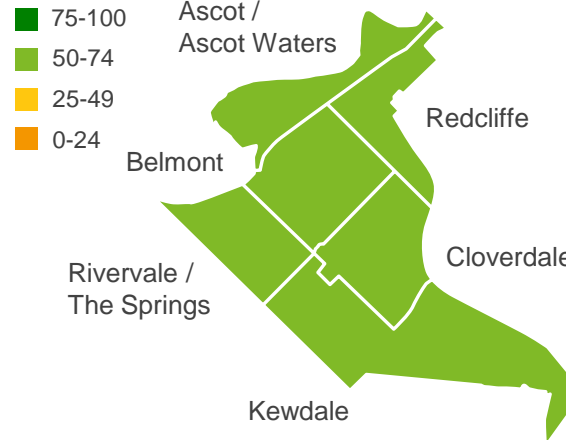 75-100
50-74
25-49
0-24
Ascot /
Ascot Waters
Redcliffe
Belmont
Cloverdale
Rivervale /
The Springs
Kewdale